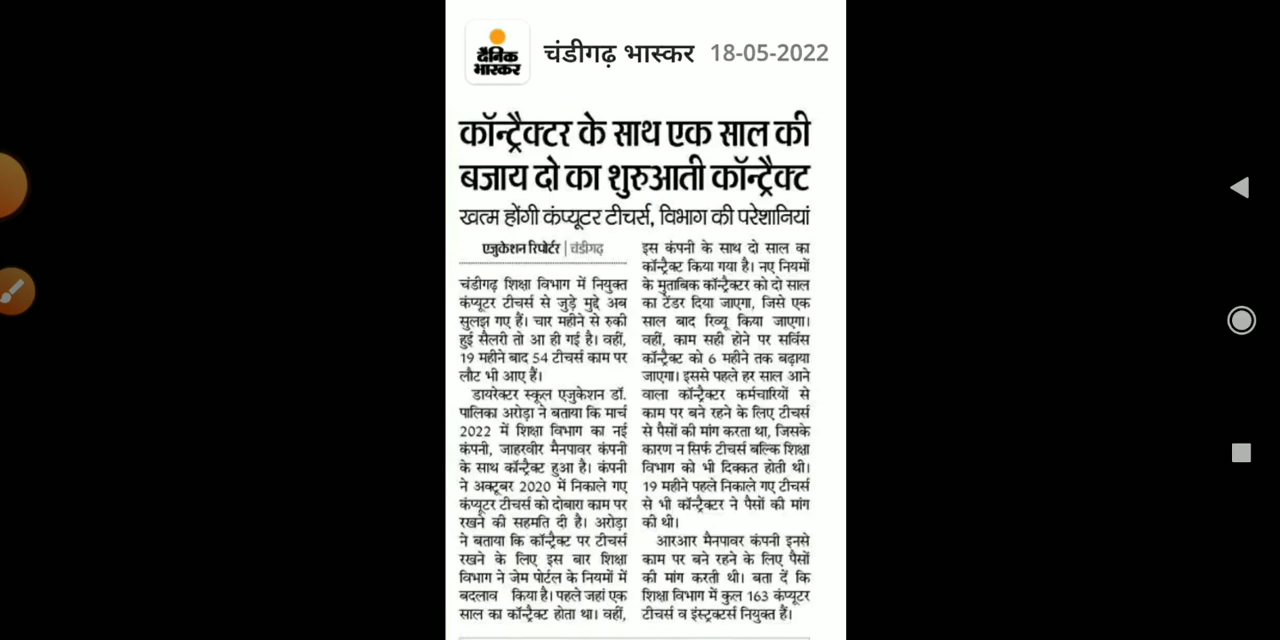 दैनिक
भास्कर
चंडीगढ़ भास्कर 18-05-2022
कॉन्ट्रैक्टर के साथ एक साल की
बजाय दो का शुरुआती कॉन्ट्रैक्ट
खत्म होंगी कंप्यूटर टीचर्स, विभाग की परेशानियां
एजुकेशन रिपोर्टर | चंडीगढ़
चंडीगढ़ शिक्षा विभाग में नियुक्त
कंप्यूटर टीचर्स से जुड़े मुद्दे अब
सुलझ गए हैं। चार महीने से रुकी
हुई सैलरी तो आ ही गई है। वहीं,
19 महीने बाद 54 टीचर्स काम पर
लौट भी आए हैं।
डायरेक्टर स्कूल एजुकेशन डॉ.
पालिका अरोड़ा ने बताया कि मार्च
2022 में शिक्षा विभाग का नई
कंपनी, जाहरवीर मैनपावर कंपनी
के साथ कॉन्ट्रैक्ट हुआ है। कंपनी
ने अक्टूबर 2020 में निकाले गए
कंप्यूटर टीचर्स को दोबारा काम पर
रखने की सहमति दी है। अरोड़ा
ने बताया कि कॉन्ट्रैक्ट पर टीचर्स
रखने के लिए इस बार शिक्षा
विभाग ने जेम पोर्टल के नियमों में
बदलाव किया है। पहले जहां एक
साल का कॉन्ट्रैक्ट होता था। वहीं,
इस कंपनी के साथ दो साल का
कॉन्ट्रैक्ट किया गया है। नए नियमों
के मुताबिक कॉन्ट्रैक्टर को दो साल
का टेंडर दिया जाएगा, जिसे एक
साल बाद रिव्यू किया जाएगा।
वहीं, काम सही होने पर सर्विस
कॉन्ट्रैक्ट को 6 महीने तक बढ़ाया
जाएगा। इससे पहले हर साल आने
वाला कॉन्ट्रैक्टर कर्मचारियों से
काम पर बने रहने के लिए टीचर्स
से पैसों की मांग करता था, जिसके
कारण न सिर्फ टीचर्स बल्कि शिक्षा
विभाग को भी दिक्कत होती थी।
19 महीने पहले निकाले गए टीचर्स
से भी कॉन्ट्रैक्टर ने पैसों की मांग
की थी।
आरआर मैनपावर कंपनी इनसे
काम पर बने रहने के लिए पैसों
की मांग करती थी। बता दें कि
शिक्षा विभाग में कुल 163 कंप्यूटर
टीचर्स व इंस्ट्रक्टर्स नियुक्त हैं।